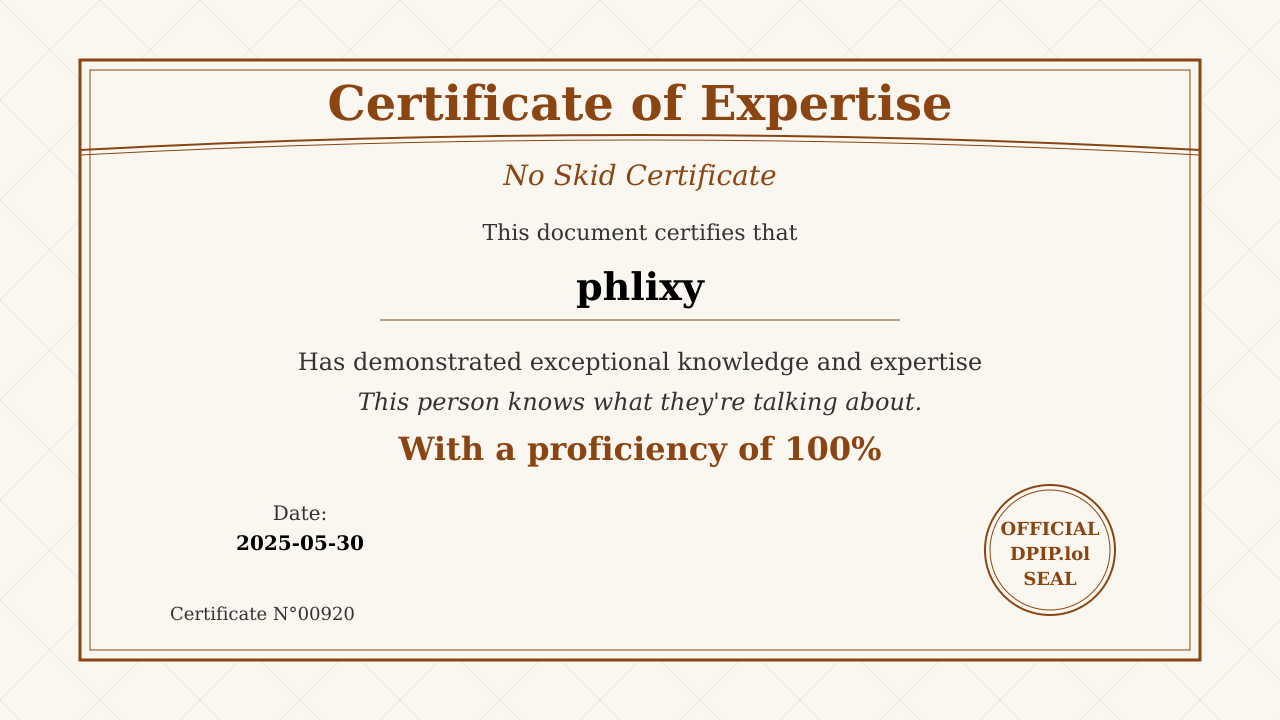 Certificate of Expertise
No Skid Certificate
This document certifies that
phlixy
Has demonstrated exceptional knowledge and expertise
This person knows what they're talking about.
With a proficiency of 100%
Date:
2025-05-30
OFFICIAL
DPIP.lol
SEAL
Certificate N°00920